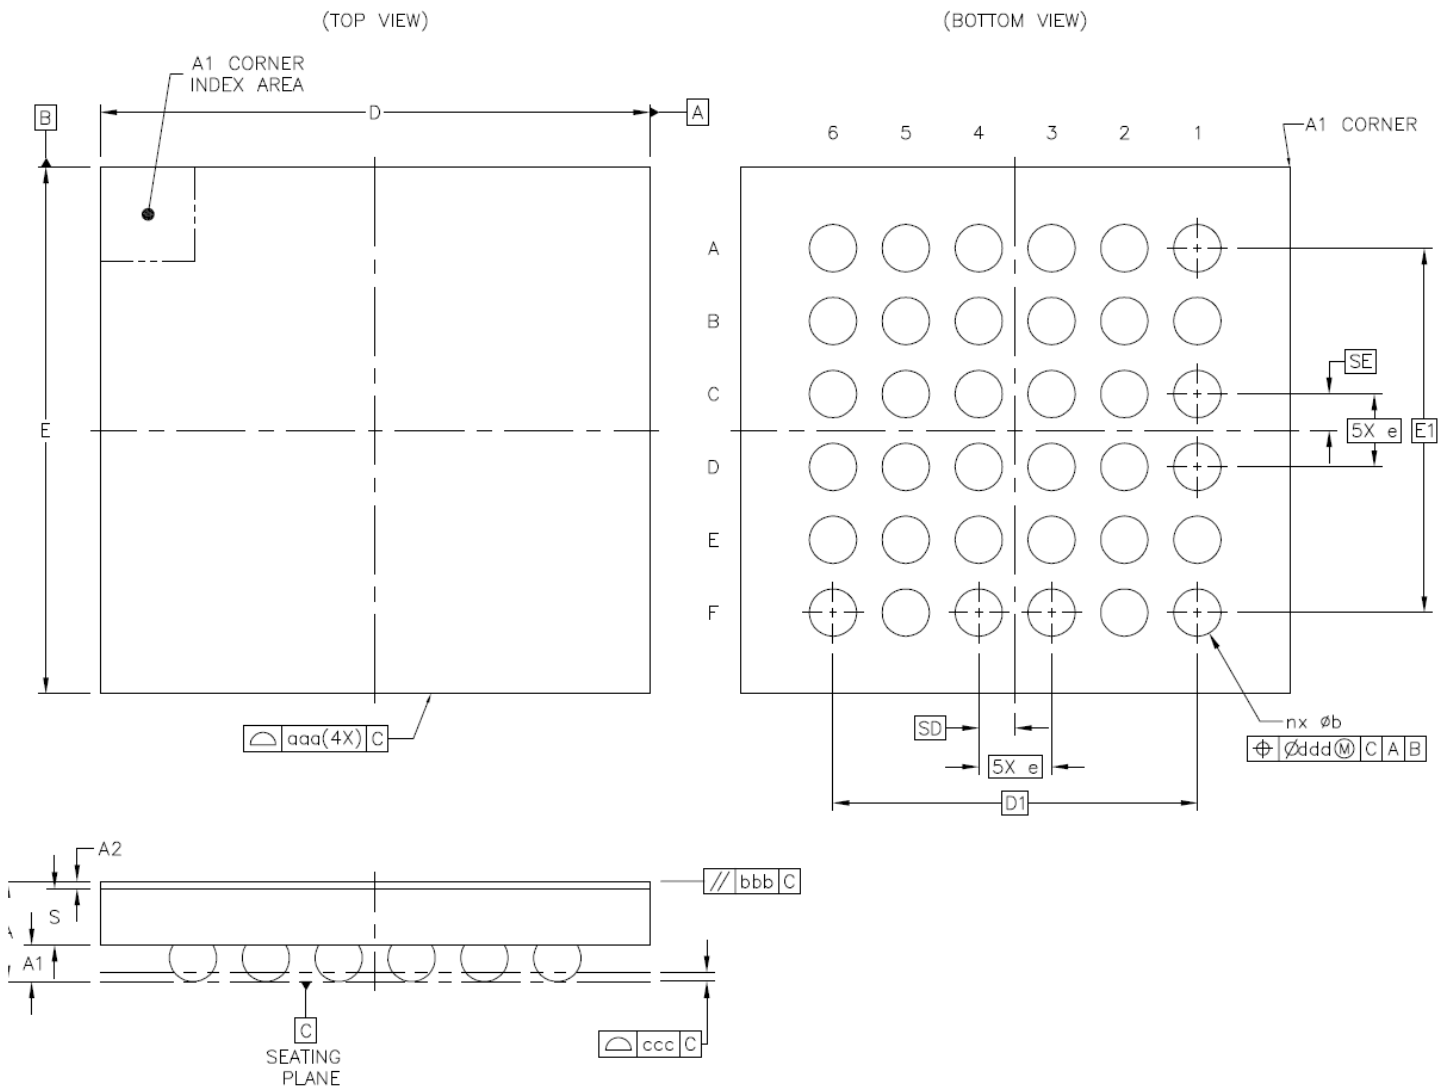 (TOP VIEW)
(BOTTOM VIEW)
A1 CORNER
INDEX AREA
D
A
B
E
aaa(4X) C
6 5 4 3 2 1
A1 CORNER
A
B
C
D
E
F
SE
5X e
E1
SD
5X e
D1
nx øb
Øddd Ⓜ C A B
A2
S
A1
// bbb C
C
SEATING
PLANE
ccc C